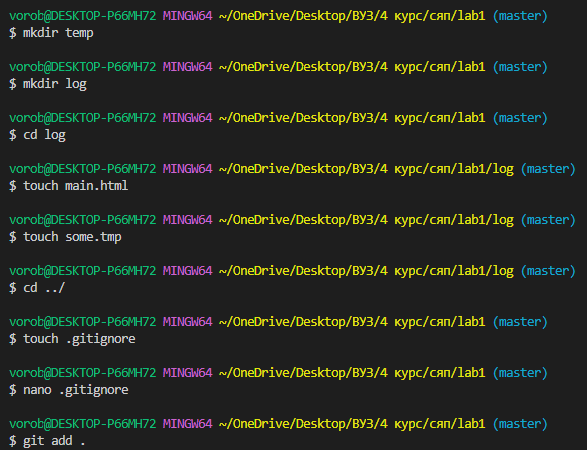 vorob@DESKTOP-P66MH72 MINGW64 ~/OneDrive/Desktop/ВУЗ/4 курс/сяп/lab1 (master)
$ mkdir temp
vorob@DESKTOP-P66MH72 MINGW64 ~/OneDrive/Desktop/ВУЗ/4 курс/сяп/lab1 (master)
$ mkdir log
vorob@DESKTOP-P66MH72 MINGW64 ~/OneDrive/Desktop/ВУЗ/4 курс/сяп/lab1 (master)
$ cd log
vorob@DESKTOP-P66MH72 MINGW64 ~/OneDrive/Desktop/ВУЗ/4 курс/сяп/lab1/log (master)
$ touch main.html
vorob@DESKTOP-P66MH72 MINGW64 ~/OneDrive/Desktop/ВУЗ/4 курс/сяп/lab1/log (master)
$ touch some.tmp
vorob@DESKTOP-P66MH72 MINGW64 ~/OneDrive/Desktop/ВУЗ/4 курс/сяп/lab1/log (master)
$ cd ../
vorob@DESKTOP-P66MH72 MINGW64 ~/OneDrive/Desktop/ВУЗ/4 курс/сяп/lab1 (master)
$ touch .gitignore
vorob@DESKTOP-P66MH72 MINGW64 ~/OneDrive/Desktop/ВУЗ/4 курс/сяп/lab1 (master)
$ nano .gitignore
vorob@DESKTOP-P66MH72 MINGW64 ~/OneDrive/Desktop/ВУЗ/4 курс/сяп/lab1 (master)
$ git add .